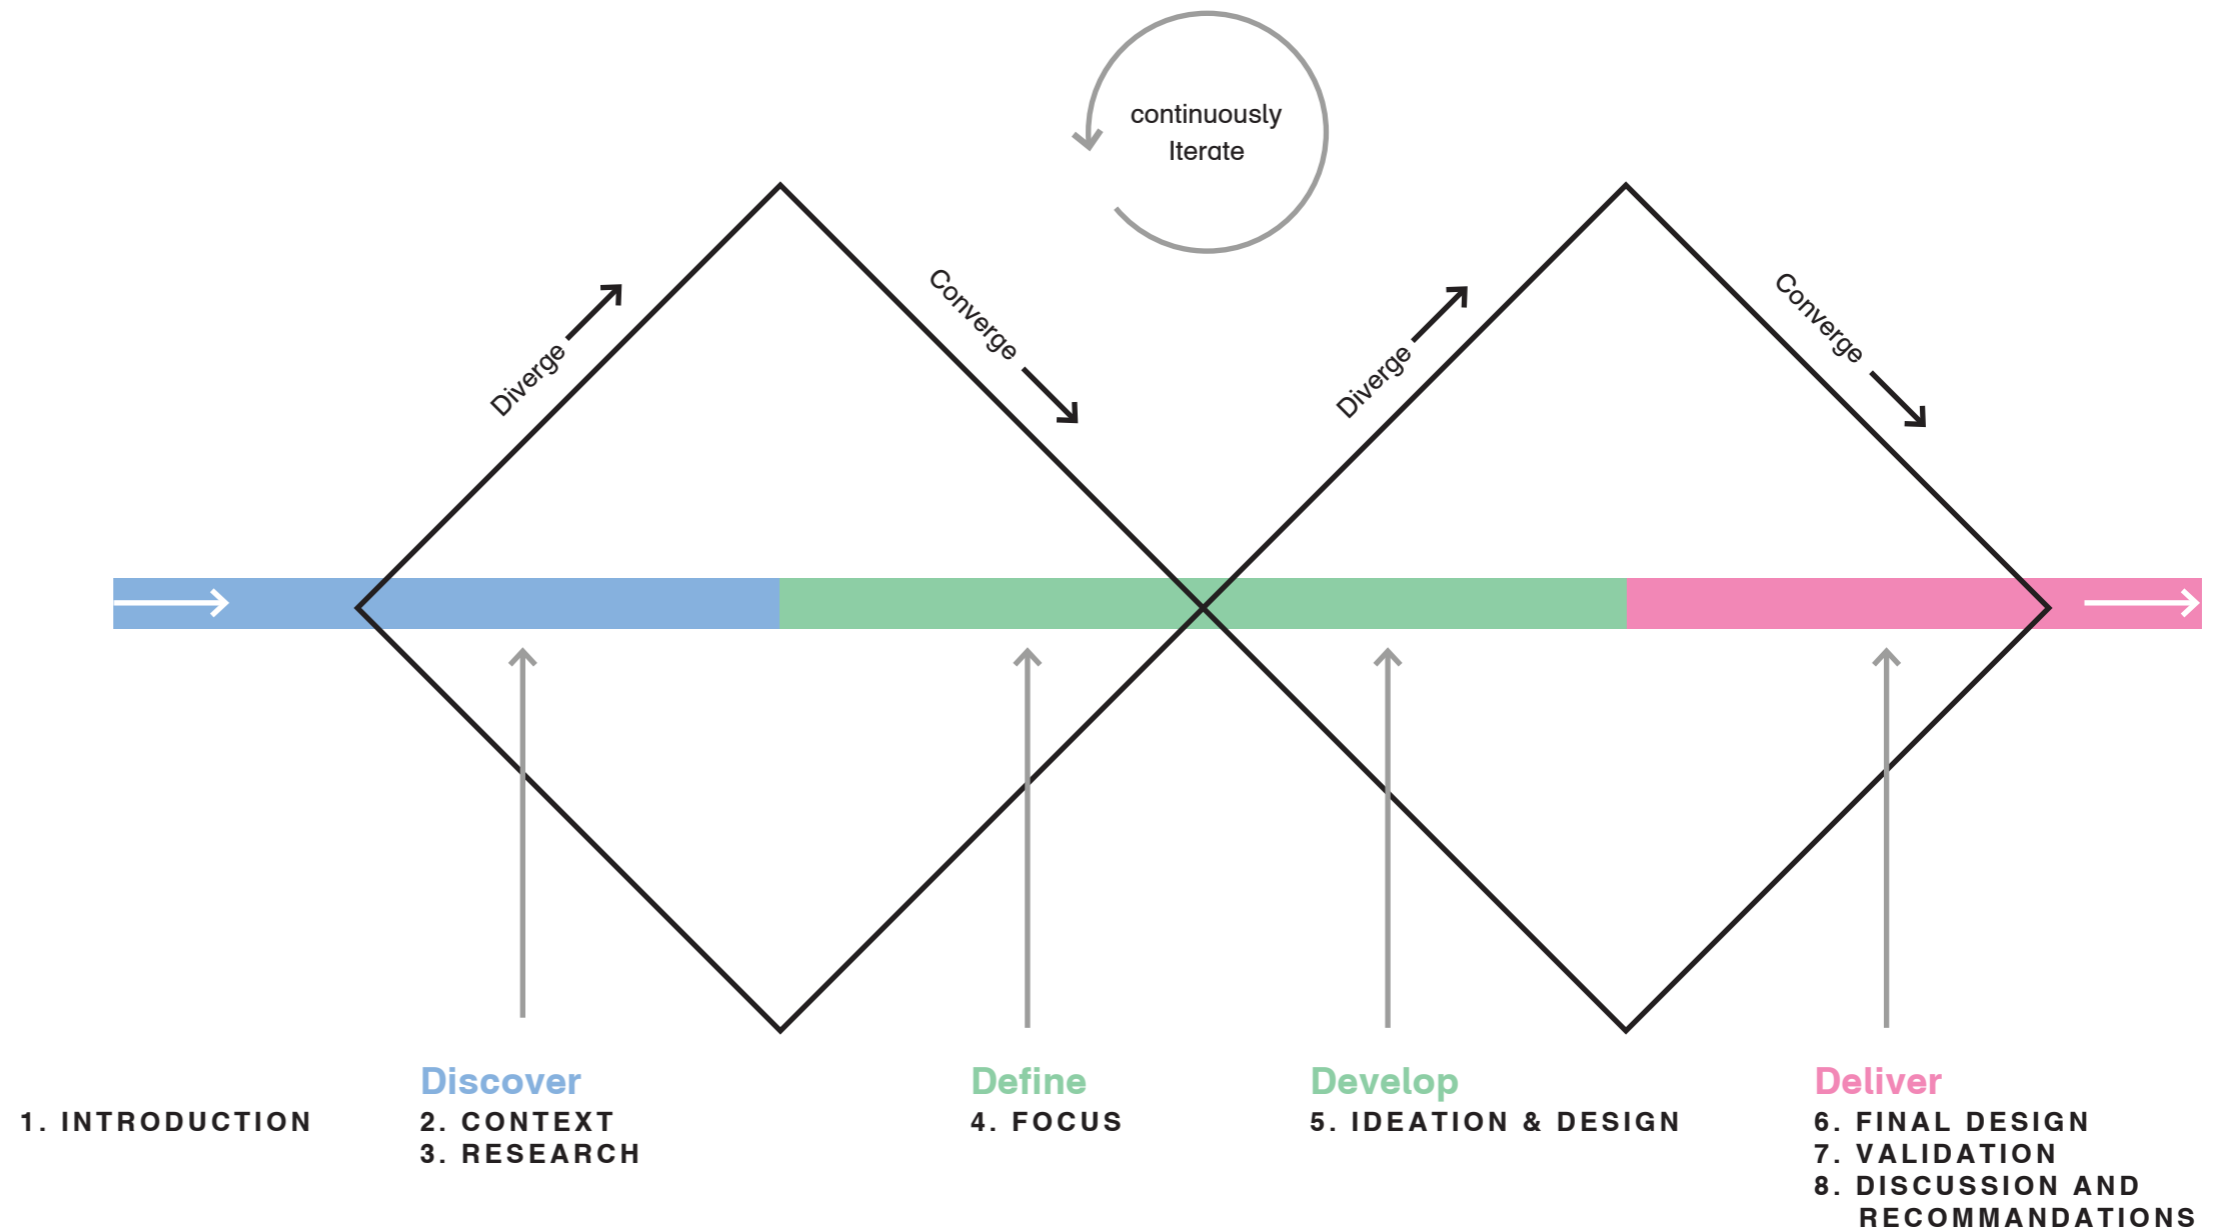 continuously
Iterate
Diverge
Converge
Diverge
Converge
Discover
Define
Develop
Deliver
1. INTRODUCTION
2. CONTEXT
3. RESEARCH
4. FOCUS
5. IDEATION & DESIGN
6. FINAL DESIGN
7. VALIDATION
8. DISCUSSION AND
RECOMMANDATIONS